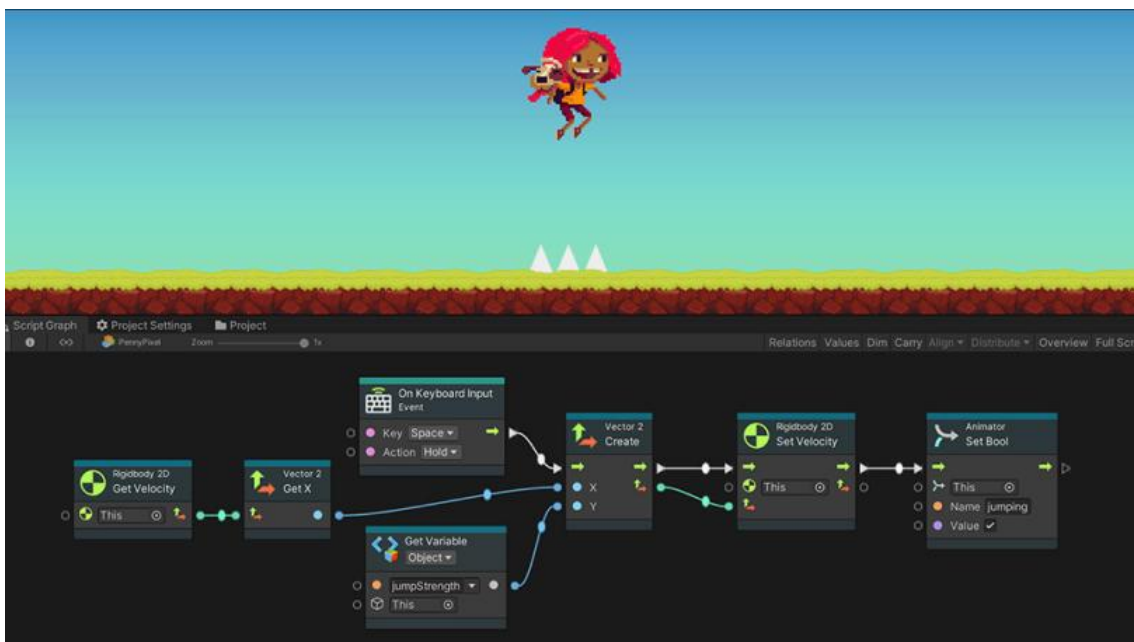 Script Graph
Project Settings
Project
PennyPixel
Zoom
1x
Relations
Values
Dim
Carry
Align
Distribute
Overview
Full Scr
On Keyboard Input
Event
Key Space
Action Hold
Rigidbody 2D
Get Velocity
This
Vector 2
Get X
Get Variable
Object
jumpStrength
This
Vector 2
Create
X
Y
Rigidbody 2D
Set Velocity
This
Animator
Set Bool
This
Name jumping
Value